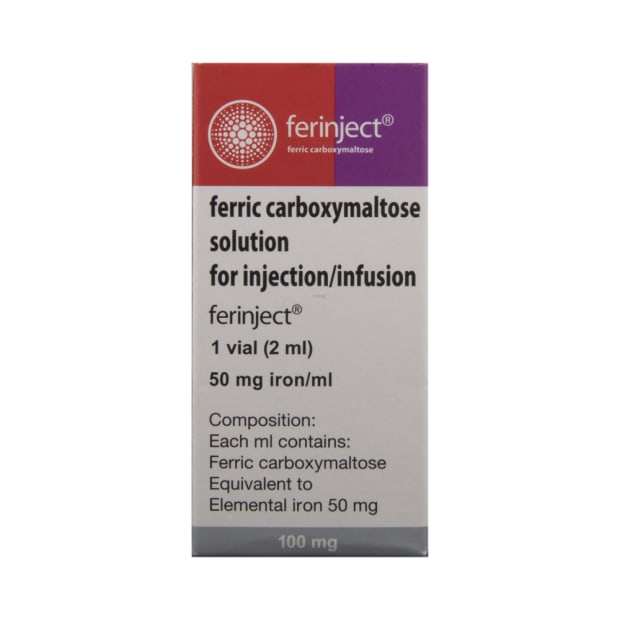 ferinject®
ferric carboxymaltose
ferric carboxymaltose
solution
for injection/infusion
ferinject®
1 vial (2 ml)
50 mg iron/ml
Composition:
Each ml contains:
Ferric carboxymaltose
Equivalent to
Elemental iron 50 mg
100 mg